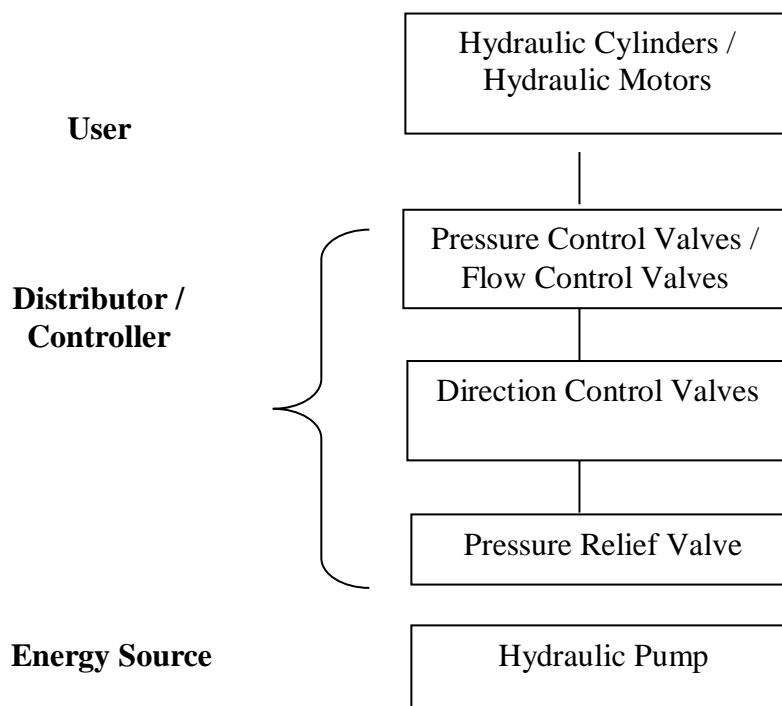 Hydraulic Cylinders /
Hydraulic Motors
User
Pressure Control Valves /
Flow Control Valves
Distributor /
Controller
Direction Control Valves
Pressure Relief Valve
Energy Source
Hydraulic Pump